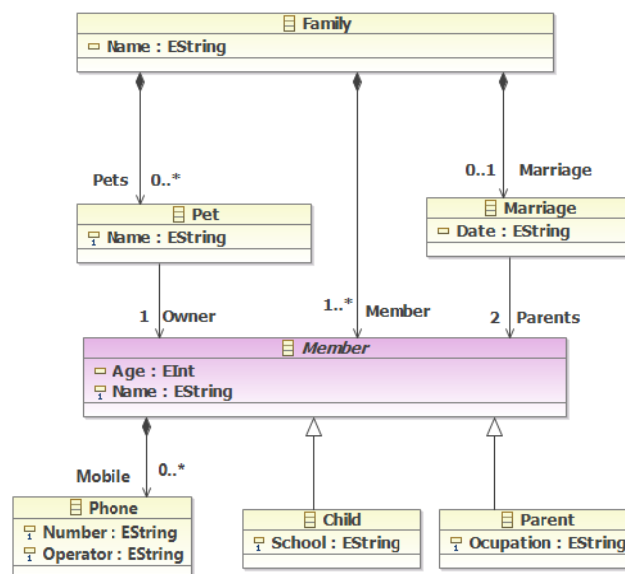 Family
Name : EString
Pets 0..*
0..1 Marriage
Pet
Name : EString
Marriage
Date : EString
1 Owner
1..* Member
2 Parents
Member
Age : EInt
Name : EString
Mobile 0..*
Phone
Number : EString
Operator : EString
Child
School : EString
Parent
Ocupation : EString